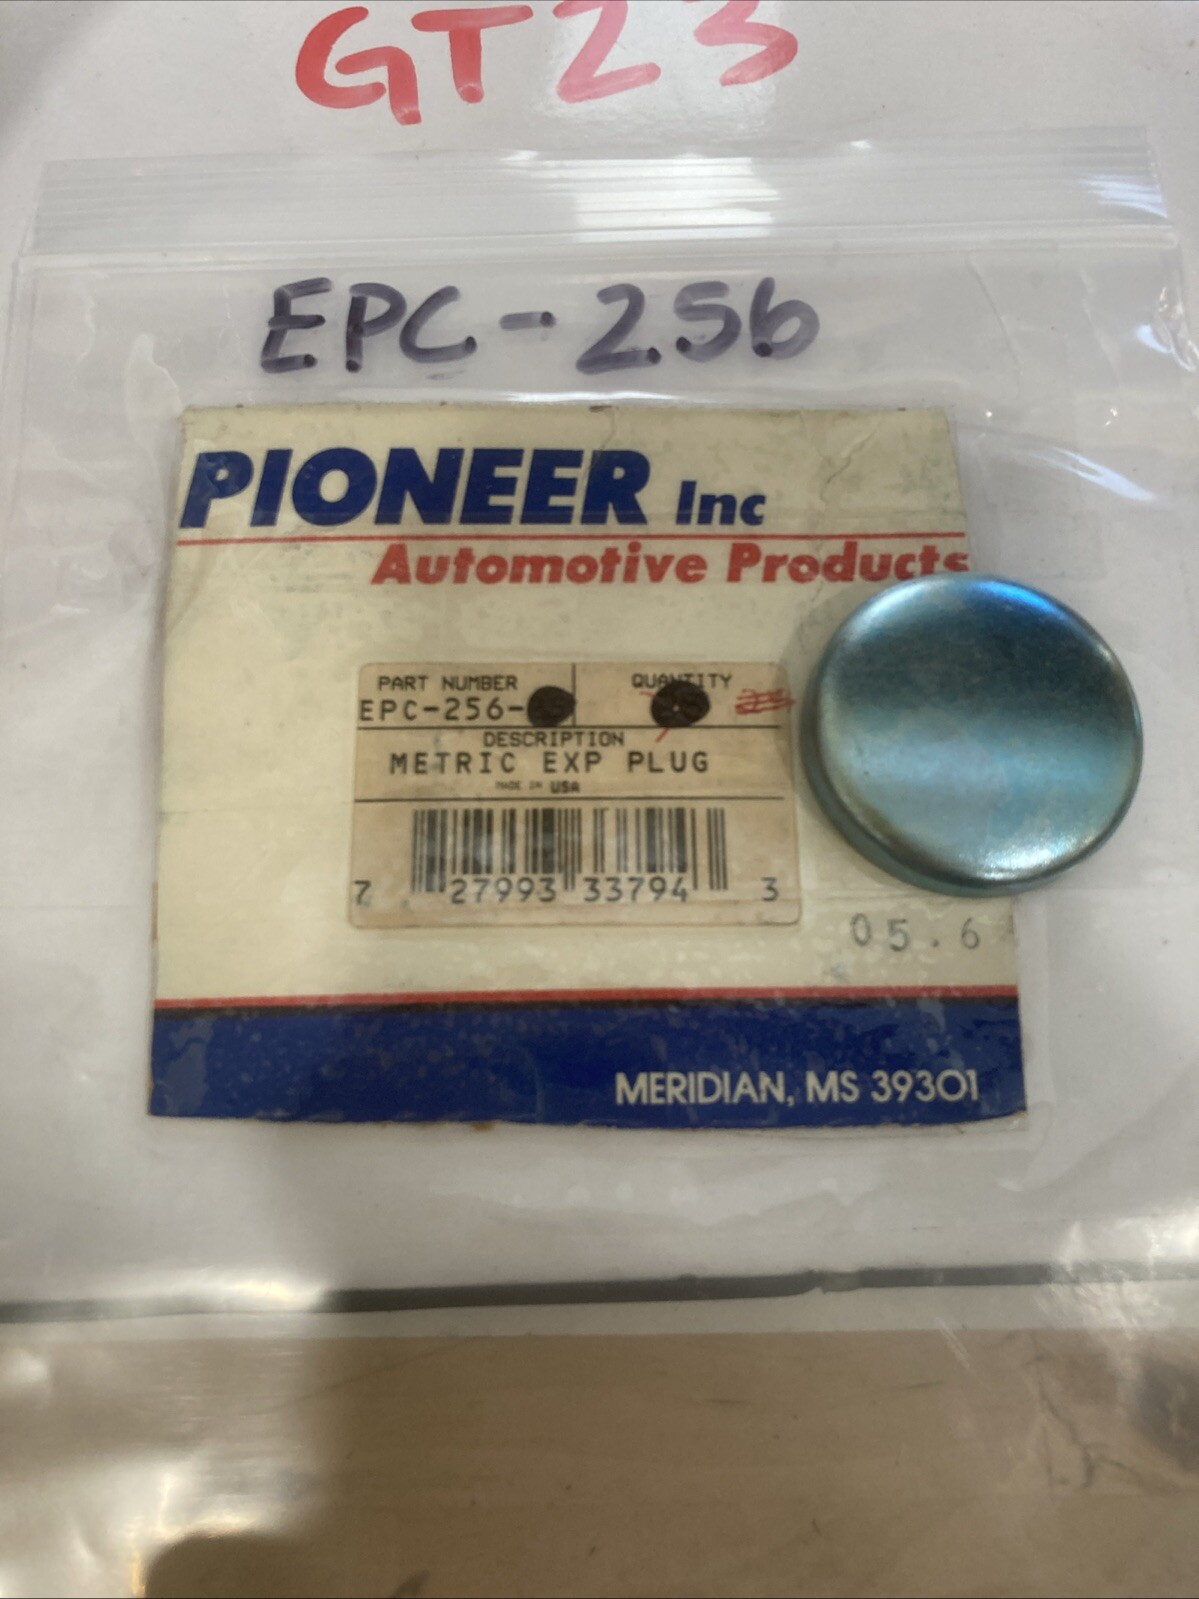 GT23
EPC-256
PIONEER Inc
Automotive Products
PART NUMBER
QUANTITY
EPC-256-
DESCRIPTION
METRIC EXP PLUG
MADE IN USA
7 27993 33794 3
05.6
MERIDIAN, MS 39301